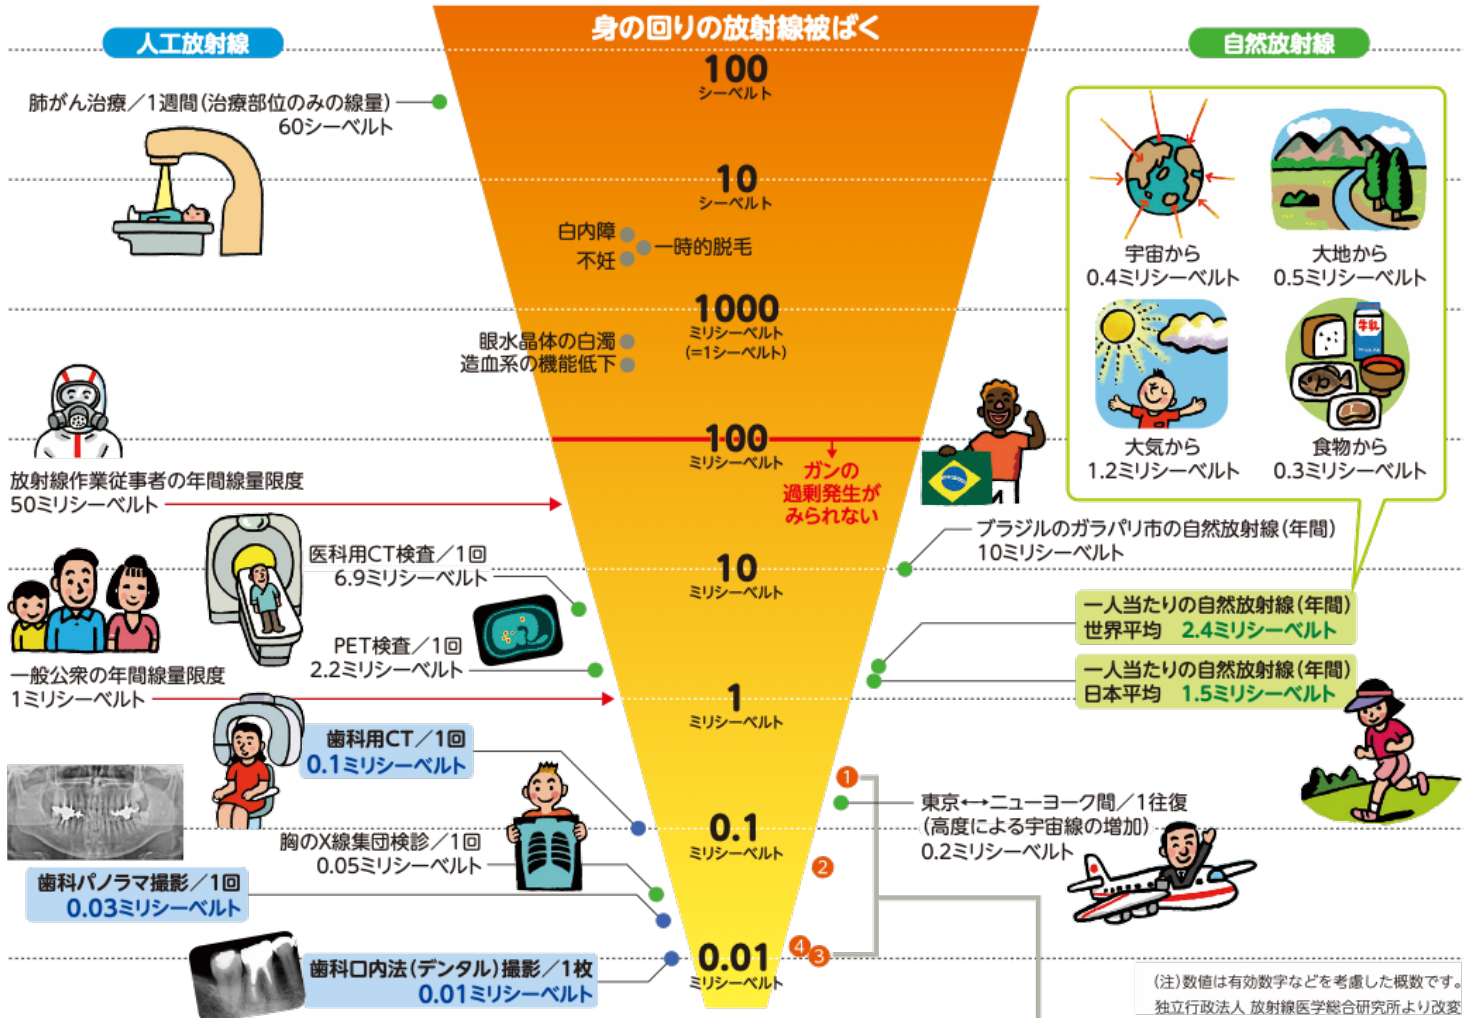 身の回りの放射線被ばく
人工放射線
自然放射線
100
シーベルト
肺がん治療／1週間(治療部位のみの線量)
60シーベルト
10
シーベルト
白内障
一時的脱毛
不妊
1000
ミリシーベルト
(=1シーベルト)
眼水晶体の白濁
造血系の機能低下
100
ミリシーベルト
ガンの
過剰発生が
みられない
放射線作業従事者の年間線量限度
50ミリシーベルト
医科用CT検査／1回
6.9ミリシーベルト
10
ミリシーベルト
PET検査／1回
2.2ミリシーベルト
一般公衆の年間線量限度
1ミリシーベルト
1
ミリシーベルト
歯科用CT／1回
0.1ミリシーベルト
0.1
ミリシーベルト
胸のX線集団検診／1回
0.05ミリシーベルト
歯科パノラマ撮影／1回
0.03ミリシーベルト
0.01
ミリシーベルト
歯科口内法(デンタル)撮影／1枚
0.01ミリシーベルト
宇宙から
0.4ミリシーベルト
大地から
0.5ミリシーベルト
牛乳
大気から
1.2ミリシーベルト
食物から
0.3ミリシーベルト
ブラジルのガラパリ市の自然放射線(年間)
10ミリシーベルト
一人当たりの自然放射線(年間)
世界平均 2.4ミリシーベルト
一人当たりの自然放射線(年間)
日本平均 1.5ミリシーベルト
1
東京↔ニューヨーク間／1往復
(高度による宇宙線の増加)
0.2ミリシーベルト
2
4
3
(注)数値は有効数字などを考慮した概数です。
独立行政法人 放射線医学総合研究所より改変